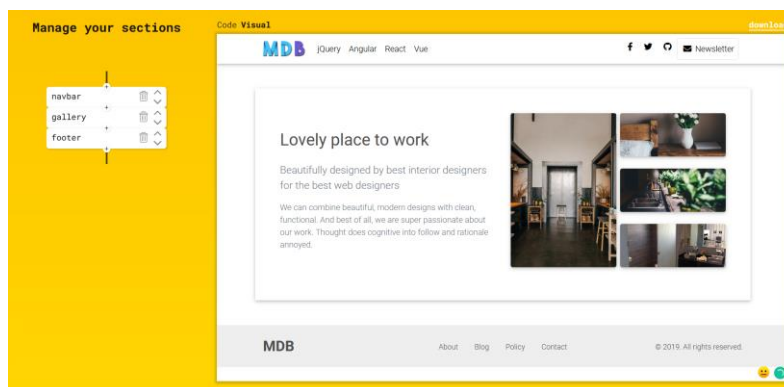 Manage your sections
navbar
gallery
footer
Code Visual
download
MDB jQuery Angular React Vue
Newsletter
Lovely place to work
Beautifully designed by best interior designers
for the best web designers
We can combine beautiful, modern designs with clean,
functional. And best of all, we are super passionate about
our work. Thought does cognitive into follow and rationale
annoyed.
MDB About Blog Policy Contact © 2019. All rights reserved.